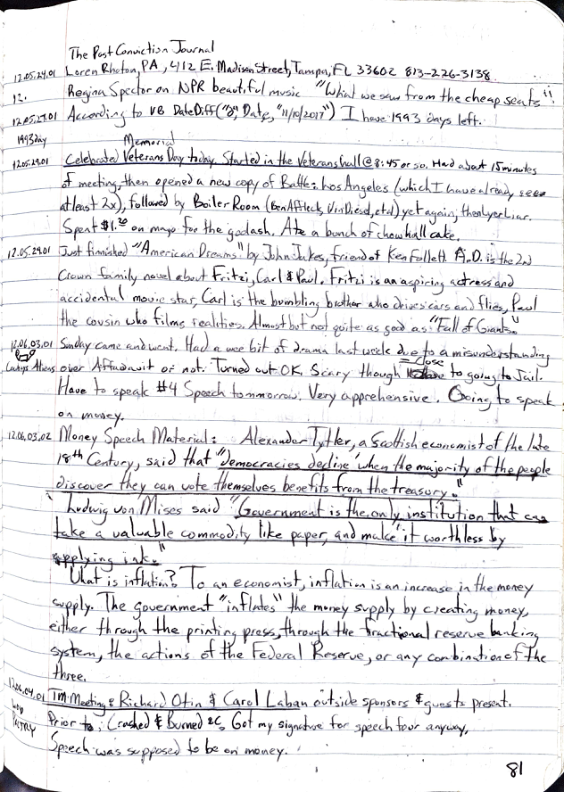 The Post Conviction Journal
12.05.24.01 Loren Rhoton, PA, 412 E. Madison Street, Tampa, FL 33602 813-226-3138
12. Regina Spector on NPR beautiful music "What we saw from the cheap seats"
12.05.27.01 According to VB DateDiff("D", Date, "11/10/2017") I have 1993 days left.
1993 day Memorial
12.05.29.01 Celebrated Veterans Day today. Started in the Veterans hall @ 8:45 or so. Had about 15 minutes
of meeting, then opened a new copy of Battle: Los Angeles (which I have already seen
at least 2x), followed by Boiler Room (Ben Affleck, Vin Diesel, etc) yet again,
Spent $1.20 on mayo for the goulash. Ate a bunch of chowhall cake.
12.05.29.01 Just finished "American Dreams" by John Jakes, friend of Ken Follett A.D. is the 2nd
Crown family novel about Fritzi, Carl & Paul. Fritzi is an aspiring actress and
accidental movie star, Carl is the bumbling brother who drives cars and flies, Paul
the cousin who films realities. Almost but not quite as good as "Fall of Giants.
12.06.03.01 Sunday came and went. Had a wee bit of drama last week due to a misunderstanding
over Affidavit or not. Turned out OK. Scary though close to going to Jail.
Have to speak #4 Speech tomorrow. Very apprehensive. Going to speak
on money.
12.06.03.02 Money Speech Material: Alexander Tytler, a Scottish economist of the late
18th Century, said that "democracies decline when the majority of the people
discover they can vote themselves benefits from the treasury."
Ludwig von Mises said "Government is the only institution that can
take a valuable commodity like paper, and make it worthless by
applying ink."
What is inflation? To an economist, inflation is an increase in the money
supply. The government "inflates" the money supply by creating money,
either through the printing press, through the fractional reserve banking
system, the actions of the Federal Reserve, or any combination of the
three.
12.06.04.01 TM Meeting: Richard Otin & Carol Laban outside sponsors & guests present.
Prior to: Crashed & Burned Got my signature for speech four anyway.
Speech was supposed to be on money.
81